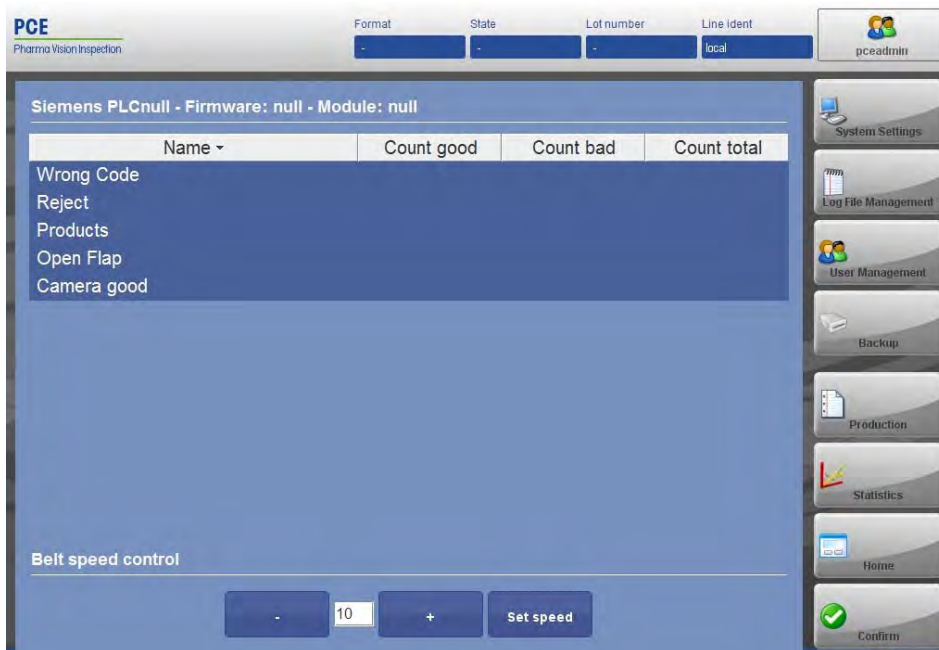 PCE
Pharma Vision Inspection
Format State Lot number Line ident
- - - local
pceadmin
Siemens PLCnull - Firmware: null - Module: null
Name Count good Count bad Count total
Wrong Code
Reject
Products
Open Flap
Camera good
Belt speed control
- 10 + Set speed
System Settings
Log File Management
User Management
Backup
Production
Statistics
Home
Confirm